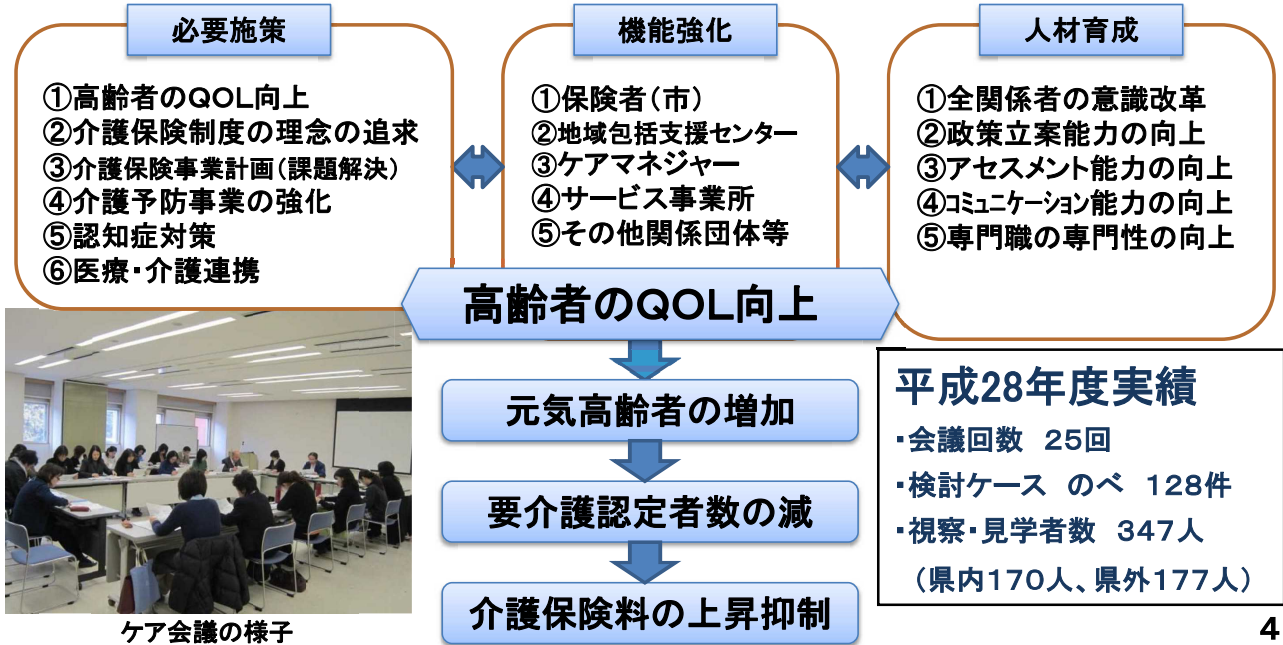 必要施策
①高齢者のQOL向上
②介護保険制度の理念の追求
③介護保険事業計画(課題解決)
④介護予防事業の強化
⑤認知症対策
⑥医療・介護連携
機能強化
①保険者(市)
②地域包括支援センター
③ケアマネジャー
④サービス事業所
⑤その他関係団体等
人材育成
①全関係者の意識改革
②政策立案能力の向上
③アセスメント能力の向上
④コミュニケーション能力の向上
⑤専門職の専門性の向上
高齢者のQOL向上
元気高齢者の増加
要介護認定者数の減
介護保険料の上昇抑制
ケア会議の様子
平成28年度実績
・会議回数 25回
・検討ケース のべ 128件
・視察・見学者数 347人
(県内170人、県外177人)
4